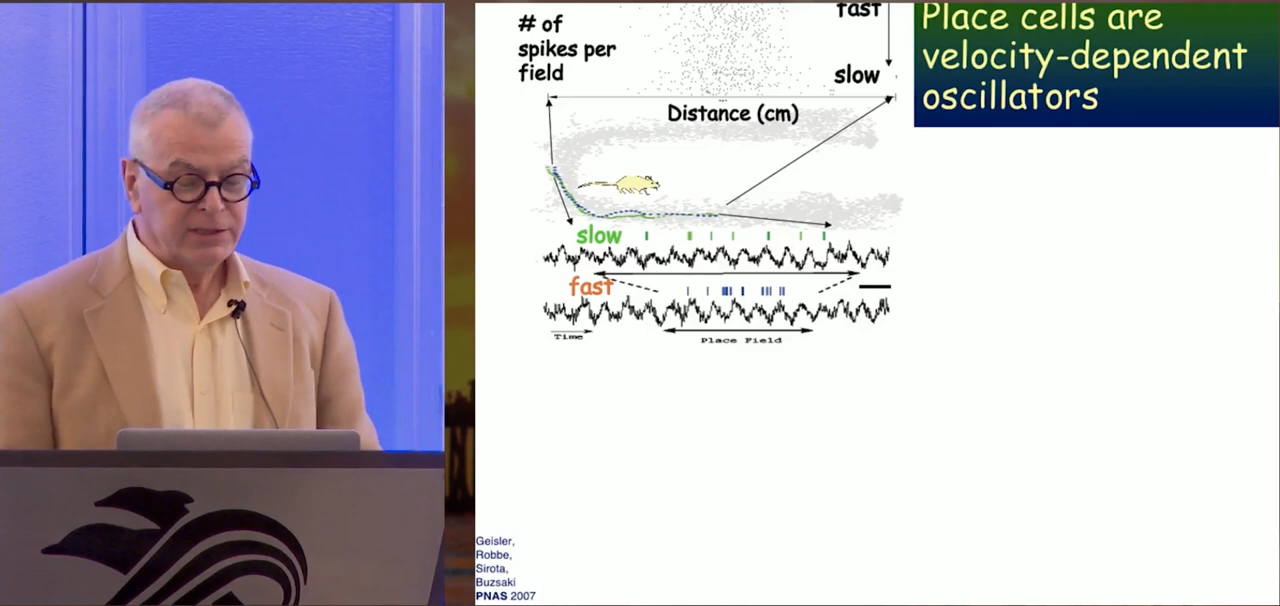 # of
spikes per
field
fast
slow
Distance (cm)
Place cells are
velocity-dependent
oscillators
slow
fast
Time
Place Field
Geisler,
Robbe,
Sirota,
Buzsaki
PNAS 2007